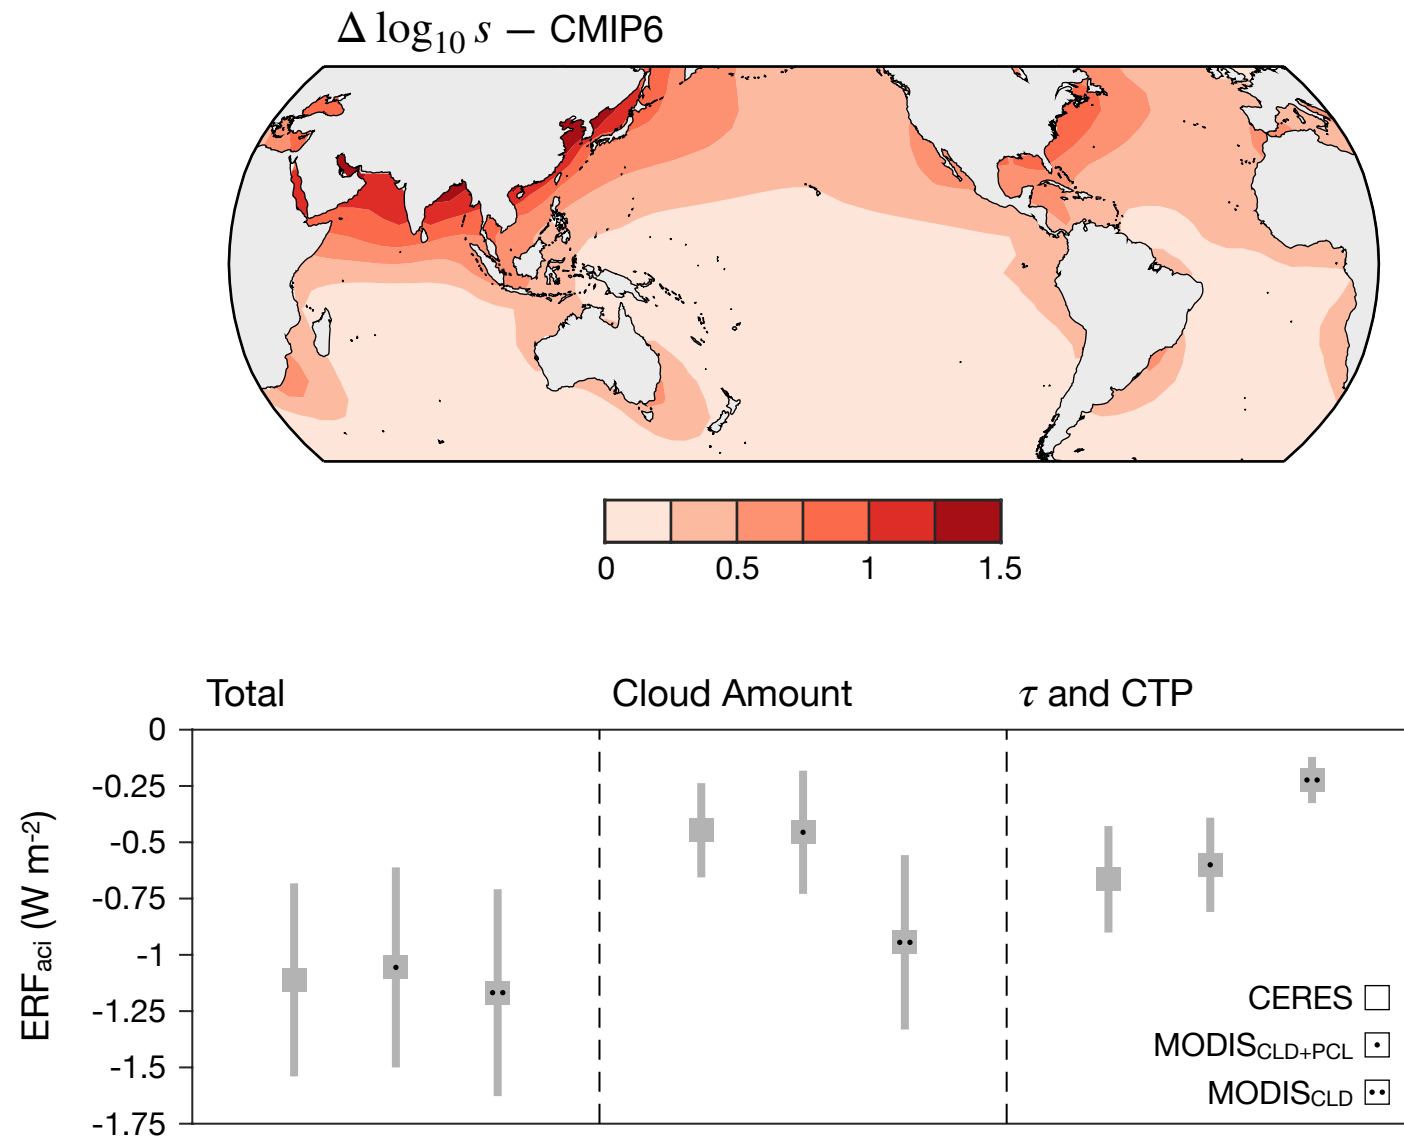 Δ log₁₀ s – CMIP6
0 0.5 1 1.5
Total Cloud Amount τ and CTP
0
-0.25
-0.5
-0.75
-1
-1.25
-1.5
-1.75
ERFaci (W m⁻²)
CERES
MODISCLD+PCL
MODISCLD